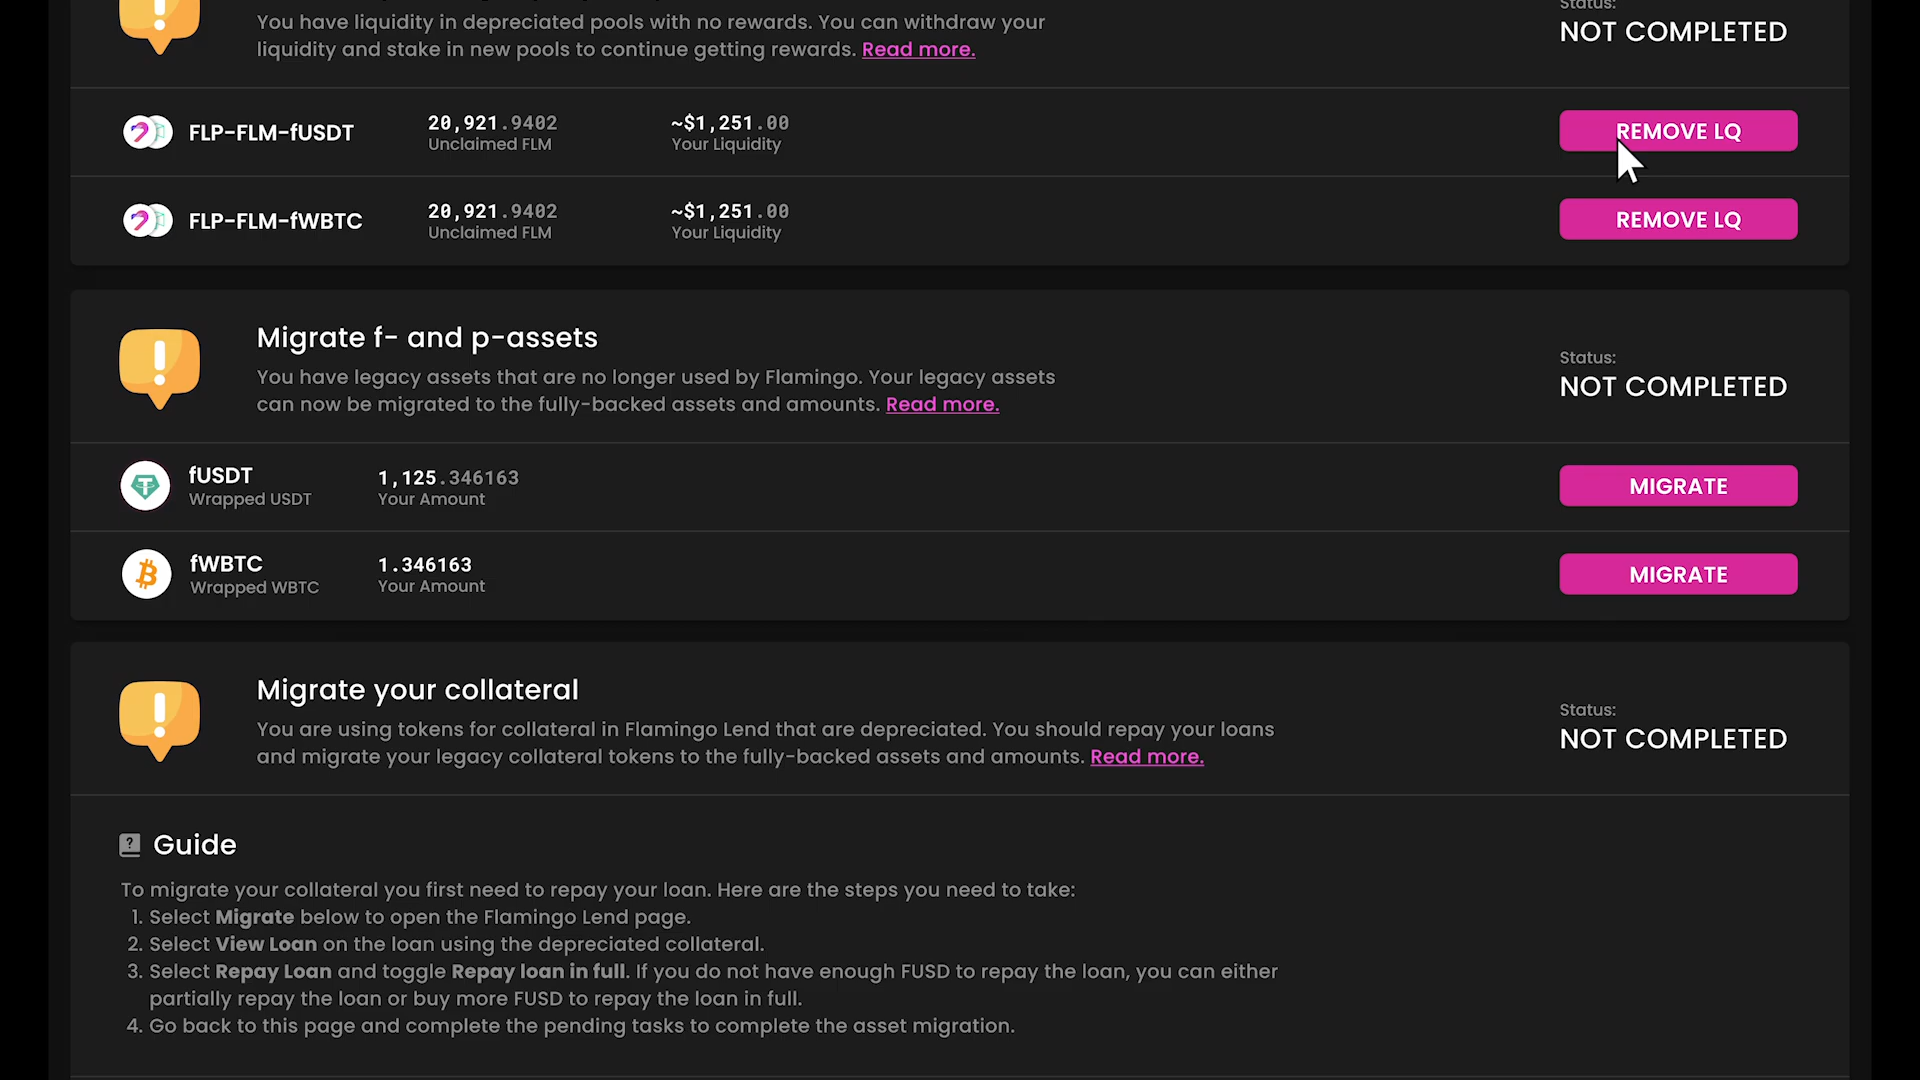 You have liquidity in depreciated pools with no rewards. You can withdraw your
liquidity and stake in new pools to continue getting rewards. Read more.
Status:
NOT COMPLETED
FLP-FLM-fUSDT
20,921.9402
Unclaimed FLM
~$1,251.00
Your Liquidity
REMOVE LQ
FLP-FLM-fWBTC
20,921.9402
Unclaimed FLM
~$1,251.00
Your Liquidity
REMOVE LQ
Migrate f- and p-assets
You have legacy assets that are no longer used by Flamingo. Your legacy assets
can now be migrated to the fully-backed assets and amounts. Read more.
Status:
NOT COMPLETED
fUSDT
Wrapped USDT
1,125.346163
Your Amount
MIGRATE
fWBTC
Wrapped WBTC
1.346163
Your Amount
MIGRATE
Migrate your collateral
You are using tokens for collateral in Flamingo Lend that are depreciated. You should repay your loans
and migrate your legacy collateral tokens to the fully-backed assets and amounts. Read more.
Status:
NOT COMPLETED
Guide
To migrate your collateral you first need to repay your loan. Here are the steps you need to take:
1. Select Migrate below to open the Flamingo Lend page.
2. Select View Loan on the loan using the depreciated collateral.
3. Select Repay Loan and toggle Repay loan in full. If you do not have enough FUSD to repay the loan, you can either
partially repay the loan or buy more FUSD to repay the loan in full.
4. Go back to this page and complete the pending tasks to complete the asset migration.